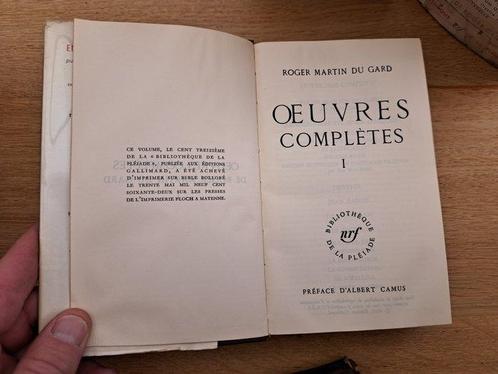 CE VOLUME, LE CENT TREIZIÈME
DE LA « BIBLIOTHÈQUE DE LA
PLÉIADE », PUBLIÉE AUX ÉDITIONS
GALLIMARD, A ÉTÉ ACHEVÉ
D'IMPRIMER SUR BIBLE BOLLORÉ
LE TRENTE MAI MIL NEUF CENT
SOIXANTE-DEUX SUR LES PRESSES
DE L'IMPRIMERIE FLOCH A MAYENNE.
ROGER MARTIN DU GARD
ŒUVRES
COMPLÈTES
I
BIBLIOTHÈQUE
nrf
DE LA PLÉIADE
PRÉFACE D'ALBERT CAMUS